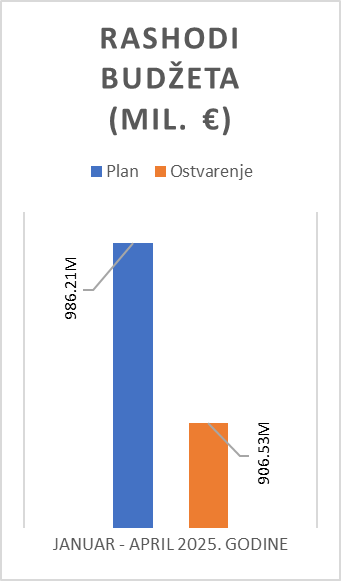 RASHODI
BUDŽETA
(MIL. €)
Plan Ostvarenje
986.21M
906.53M
JANUAR - APRIL 2025. GODINE